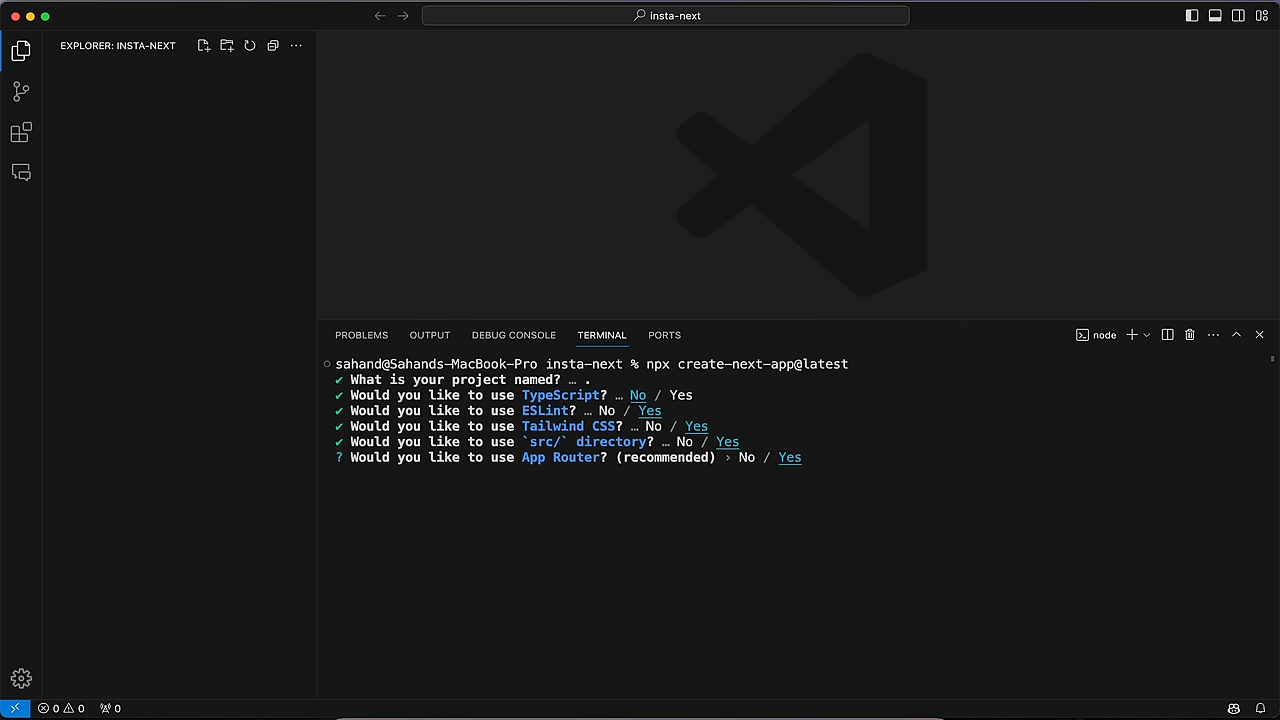 insta-next
EXPLORER: INSTA-NEXT
PROBLEMS OUTPUT DEBUG CONSOLE TERMINAL PORTS
node
sahand@Sahands-MacBook-Pro insta-next % npx create-next-app@latest
✔ What is your project named? … .
✔ Would you like to use TypeScript? … No / Yes
✔ Would you like to use ESLint? … No / Yes
✔ Would you like to use Tailwind CSS? … No / Yes
✔ Would you like to use `src/` directory? … No / Yes
? Would you like to use App Router? (recommended) › No / Yes
0 0 0